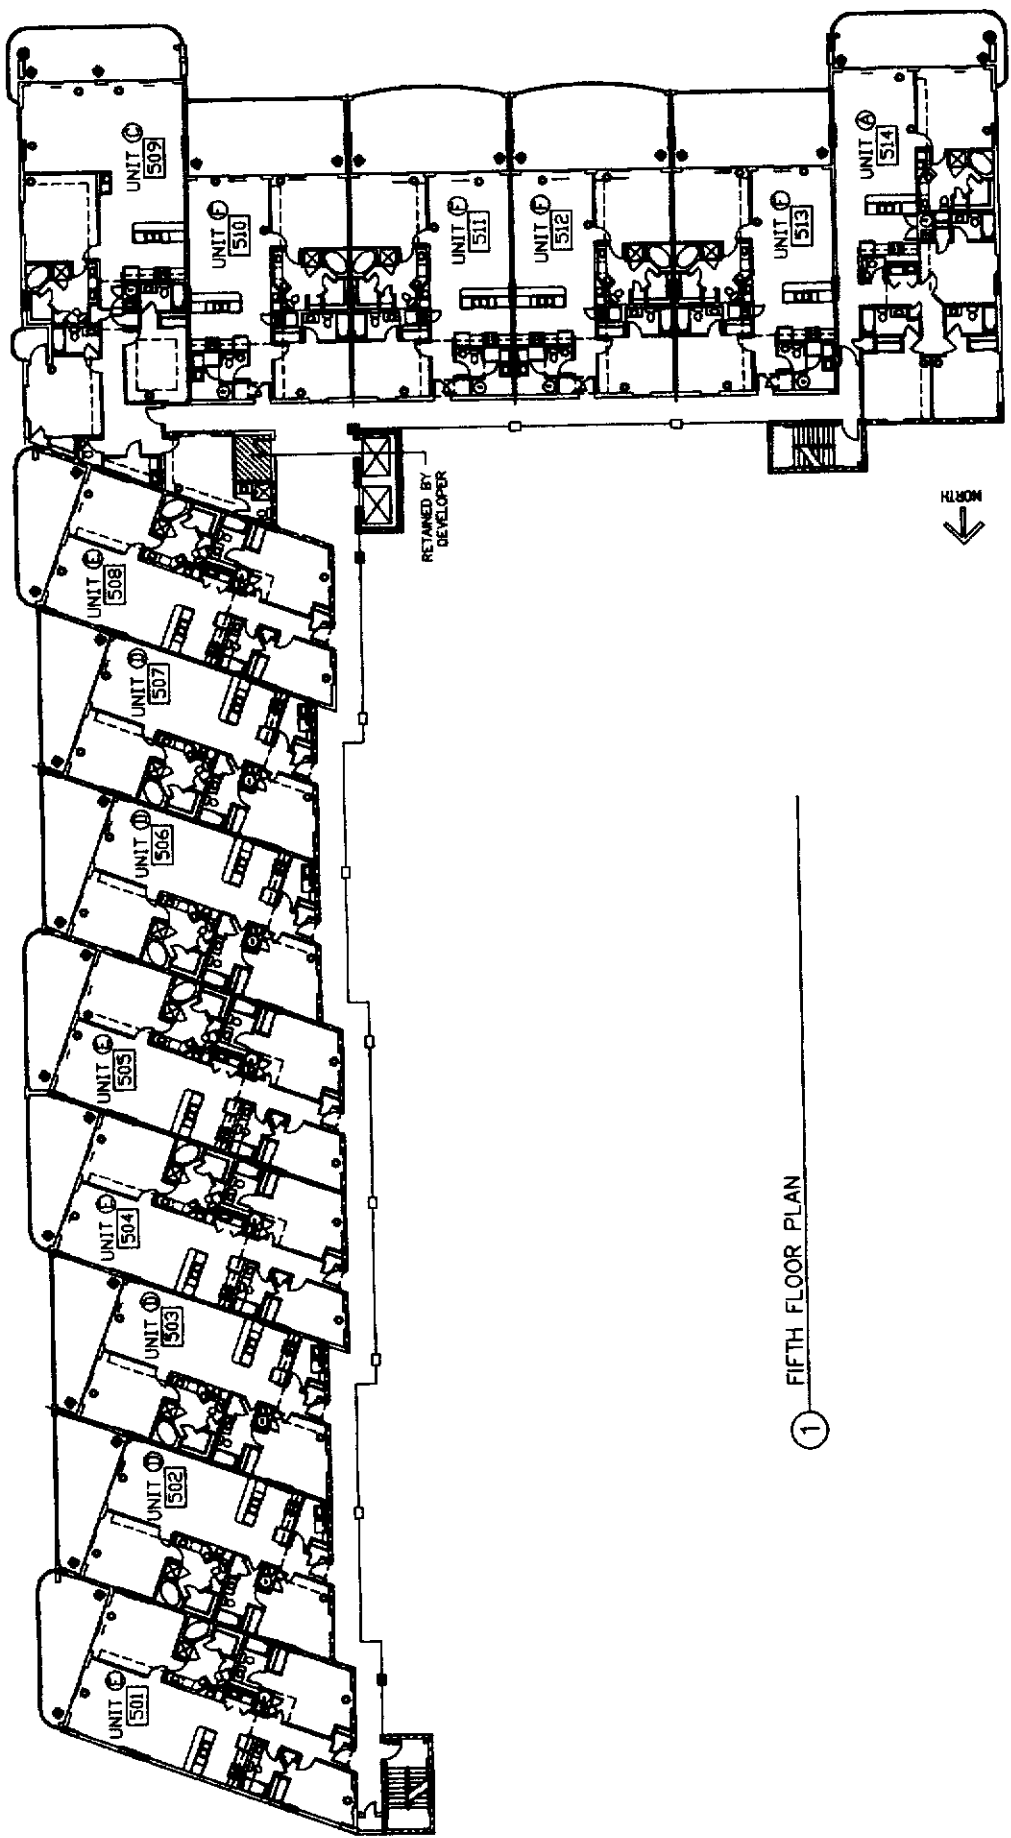 UNIT C
509
UNIT F
510
UNIT F
511
UNIT F
512
UNIT F
513
UNIT A
514
RETAINED BY
DEVELOPER
NORTH
UNIT E
508
UNIT D
507
UNIT D
506
UNIT E
505
UNIT E
504
UNIT D
503
UNIT D
502
UNIT E
501
1
FIFTH FLOOR PLAN